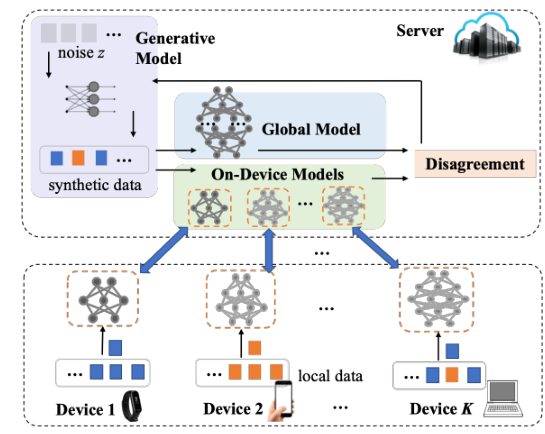 ... Generative
Model
Server
noise z
... ...
Global Model
synthetic data
...
Disagreement
On-Device Models
...
...
...
... 
...
...
local data
Device 1
Device 2
...
Device K